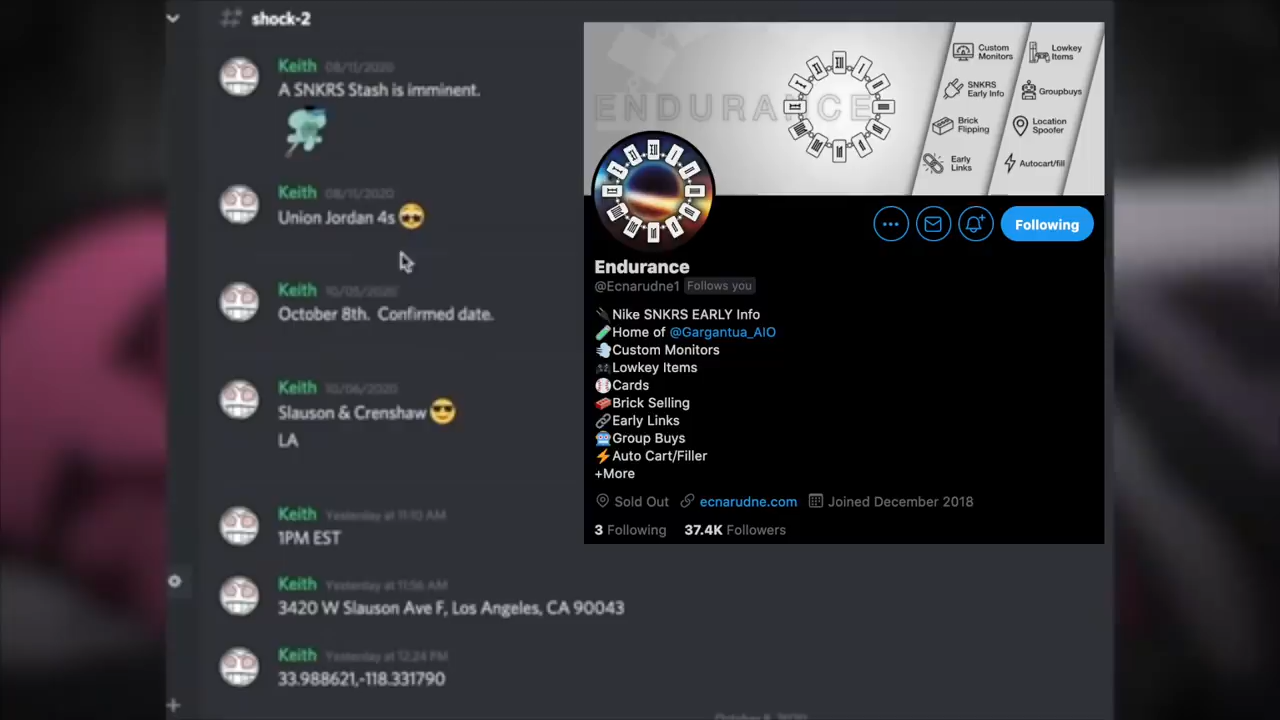 shock-2
Keith 08/11/2020
A SNKRS Stash is imminent.
Keith 08/11/2020
Union Jordan 4s
Keith 10/05/2020
October 8th. Confirmed date.
Keith 10/06/2020
Slauson & Crenshaw
LA
Keith Yesterday at 11:10 AM
1PM EST
Keith Yesterday at 11:56 AM
3420 W Slauson Ave F, Los Angeles, CA 90043
Keith Yesterday at 12:24 PM
33.988621,-118.331790
ENDURANCE
Custom
Monitors
Lowkey
Items
SNKRS
Early Info
Groupbuys
Brick
Flipping
Location
Spoofer
Early
Links
Autocart/fill
Following
Endurance
@Ecnarudne1 Follows you
Nike SNKRS EARLY Info
Home of @Gargantua_AIO
Custom Monitors
Lowkey Items
Cards
Brick Selling
Early Links
Group Buys
Auto Cart/Filler
+More
Sold Out ecnarudne.com Joined December 2018
3 Following 37.4K Followers